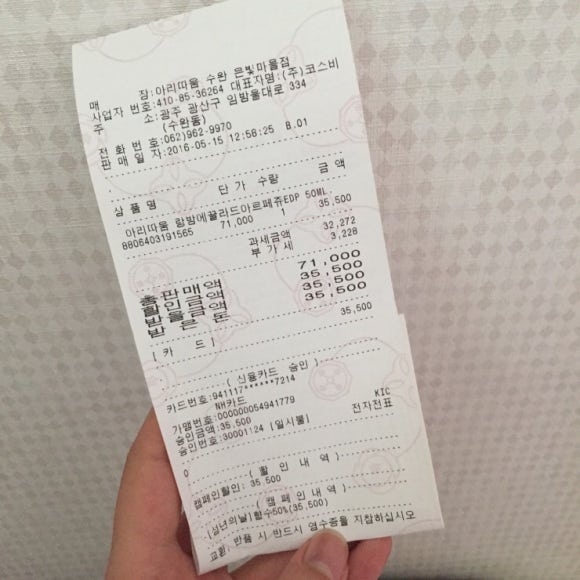 매 장:아리따움 수완 은빛마을점
사업자 번호:410-85-36264 대표자명:(주)코스비
주 소:광주 광산구 임방울대로 334
(수완동)
전 화 번 호:062)962-9970
판 매 일 자:2016-05-15 12:58:25 B.01
상 품 명 단 가 수량 금 액
아리따움 랑방에끌라드아르페쥬EDP 50ML
8806403191565 71,000 1 35,500
과세금액 32,272
부 가 세 3,228
총 판 매 액 71,000
할 인 금 액 35,500
받 을 금 액 35,500
받 은 돈 35,500
[ 카 드] 35,500
( 신용카드 승인 )
카드번호:941117******7214
NH카드 KIC
가맹번호:000000054941779 전자전표
승인금액:35,500
승인번호:30001124 [일시불]
0
( 할 인 내 역 )
캠페인할인: 35,500
( 캠 페 인 내 역 )
(성년의날)향수50%(35,500)
교환, 반품 시 반드시 영수증을 지참하십시오